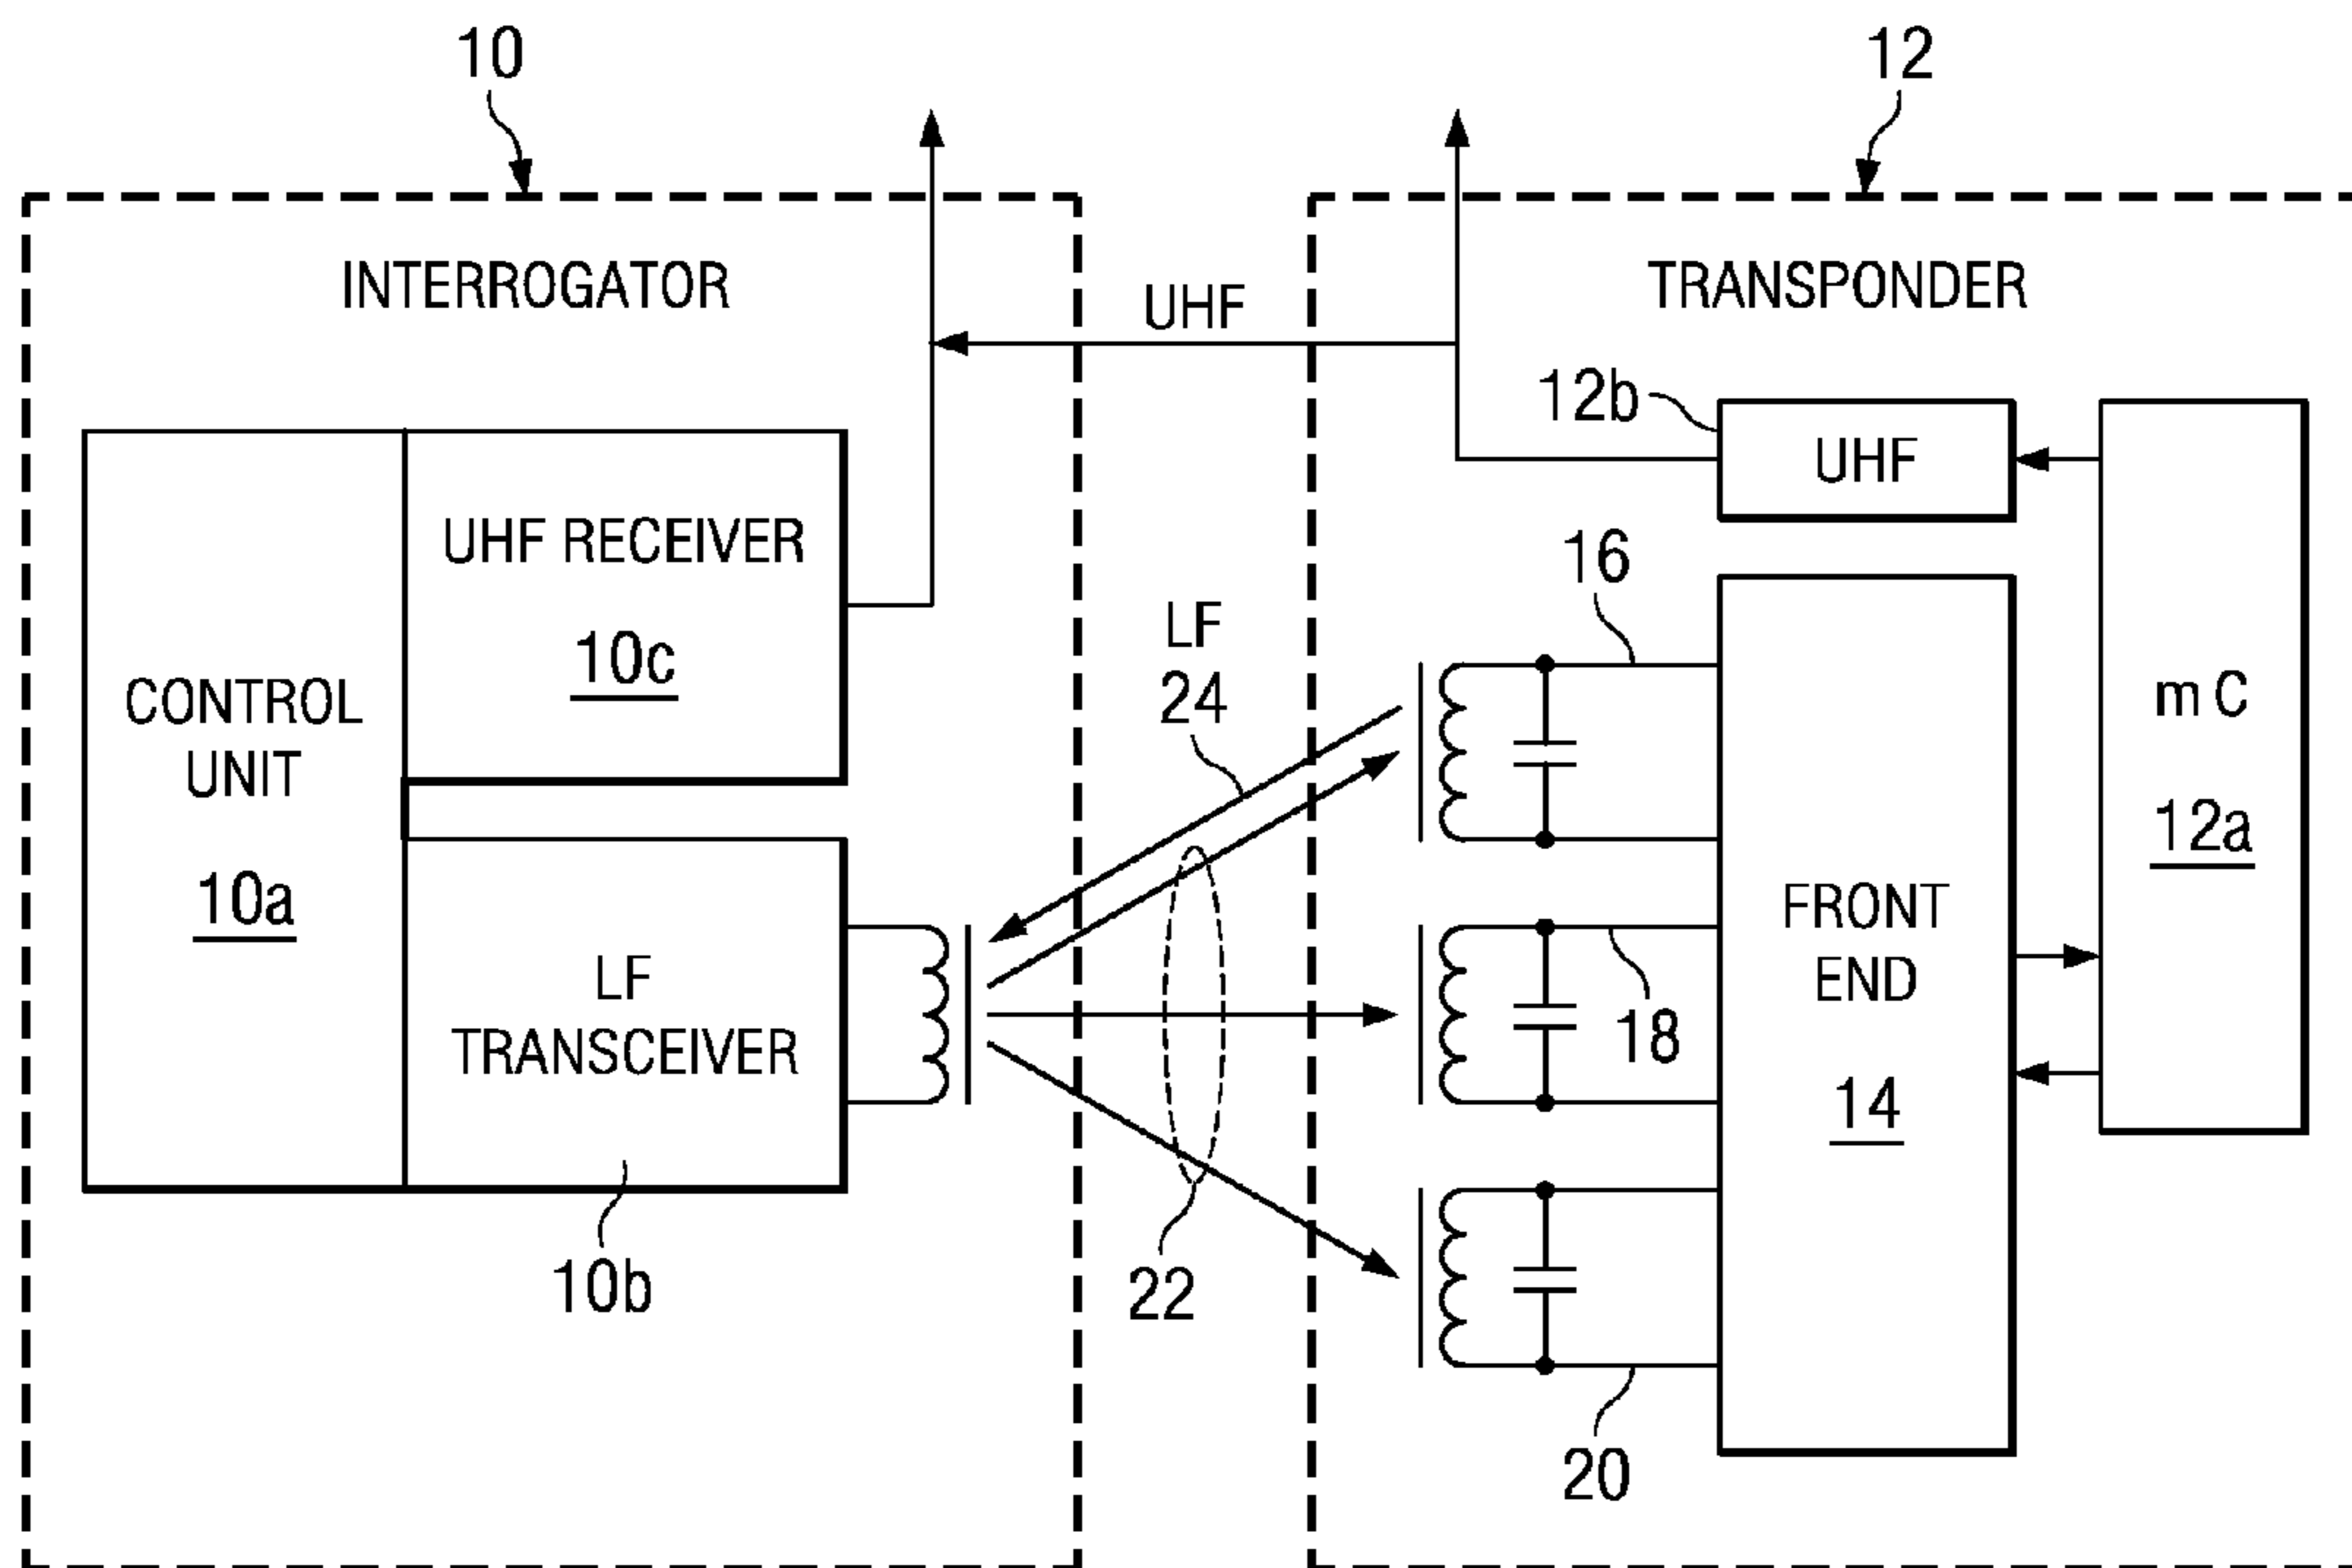 10
12
INTERROGATOR
TRANSPONDER
UHF
12b
UHF
UHF RECEIVER
10c
16
LF
24
CONTROL
UNIT
10a
m C
12a
FRONT
END
14
LF
TRANSCEIVER
18
10b
22
20